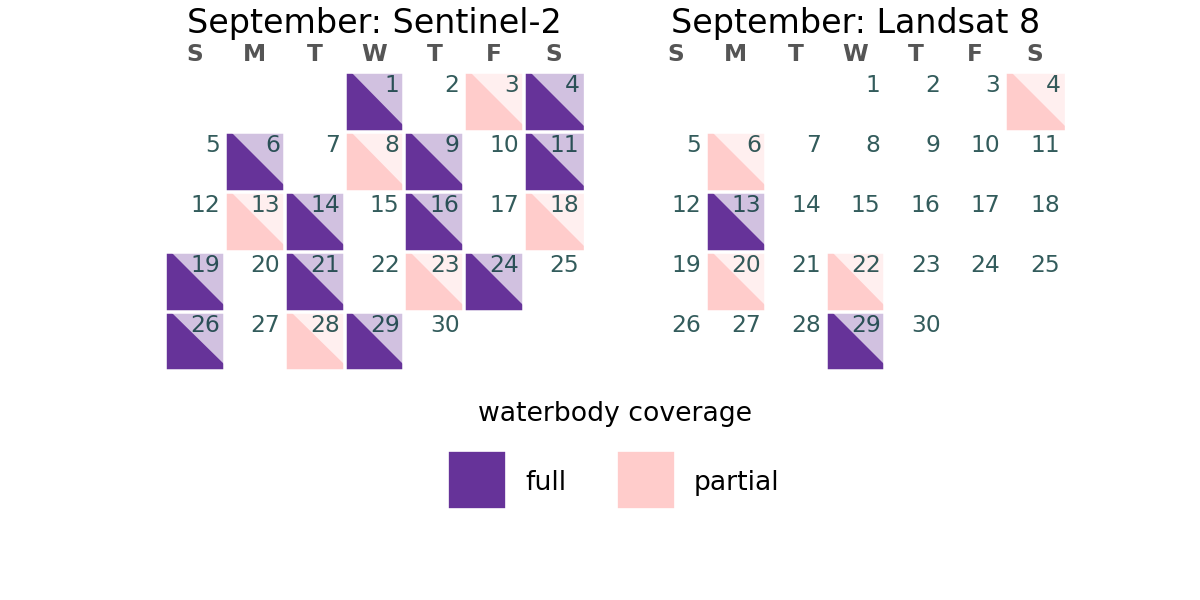 September: Sentinel-2
S M T W T F S
1 2 3 4
5 6 7 8 9 10 11
12 13 14 15 16 17 18
19 20 21 22 23 24 25
26 27 28 29 30
September: Landsat 8
S M T W T F S
1 2 3 4
5 6 7 8 9 10 11
12 13 14 15 16 17 18
19 20 21 22 23 24 25
26 27 28 29 30
waterbody coverage
full
partial